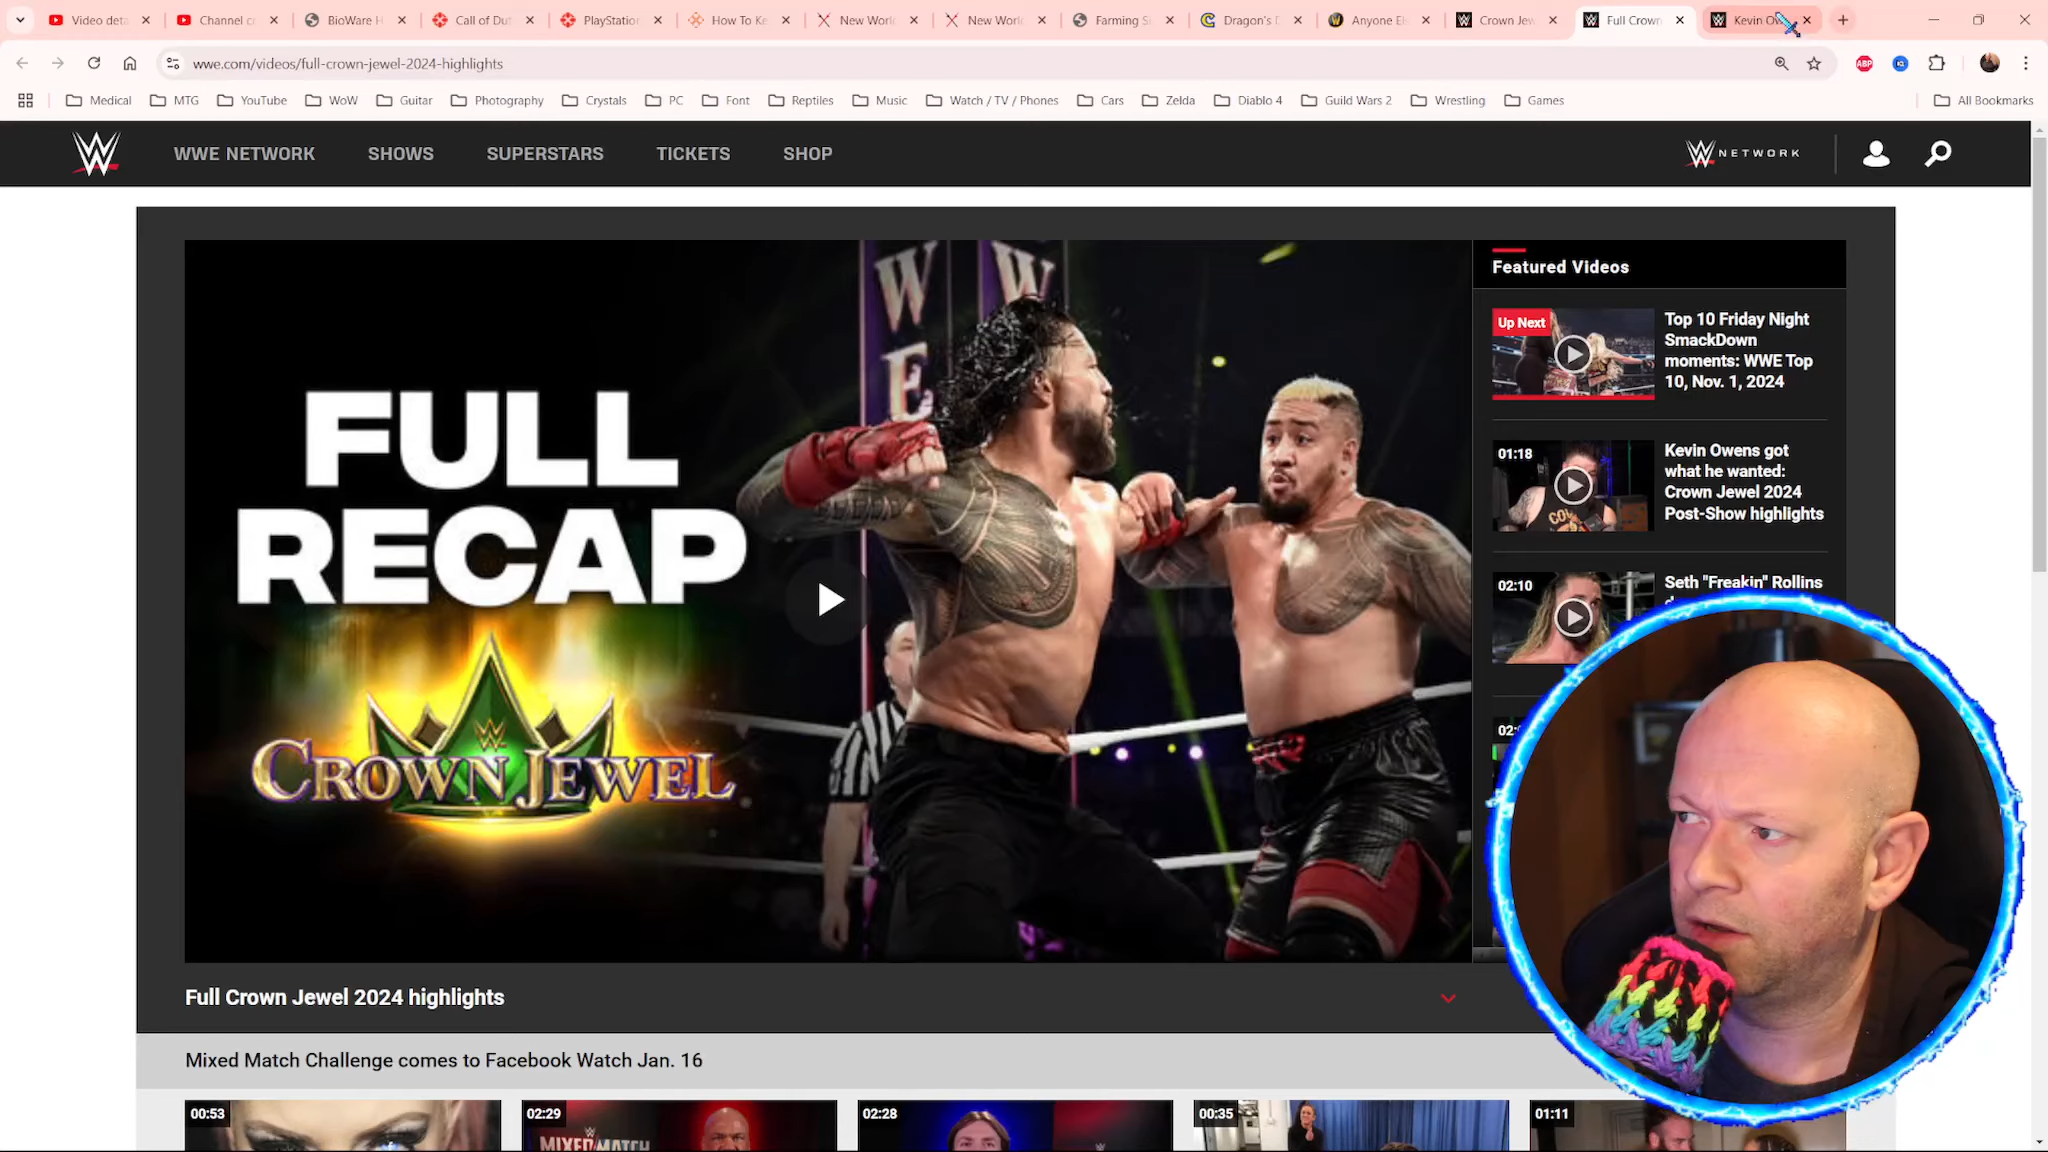 Video deta
Channel co
BioWare H
Call of Dut
PlayStation
How To Ke
New Worl
New Worl
Farming S
Dragon's D
Anyone El
Crown Jew
Full Crown
Kevin Ow
wwe.com/videos/full-crown-jewel-2024-highlights
ABP
Medical
MTG
YouTube
WoW
Guitar
Photography
Crystals
PC
Font
Reptiles
Music
Watch / TV / Phones
Cars
Zelda
Diablo 4
Guild Wars 2
Wrestling
Games
All Bookmarks
WWE NETWORK
SHOWS
SUPERSTARS
TICKETS
SHOP
NETWORK
Featured Videos
Up Next
Top 10 Friday Night
SmackDown
moments: WWE Top
10, Nov. 1, 2024
01:18
Kevin Owens got
what he wanted:
Crown Jewel 2024
Post-Show highlights
02:10
Seth "Freakin" Rollins
W W
E
FULL
RECAP
CROWN JEWEL
Full Crown Jewel 2024 highlights
Mixed Match Challenge comes to Facebook Watch Jan. 16
00:53
02:29
MIXED MATCH
02:28
00:35
01:11